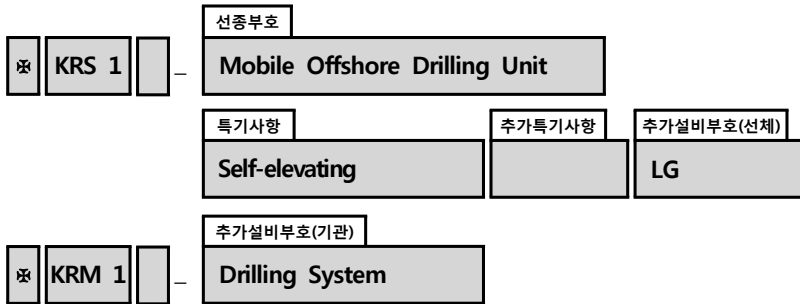 선종부호
✠ KRS 1 – Mobile Offshore Drilling Unit
특기사항 추가특기사항 추가설비부호(선체)
Self-elevating LG
추가설비부호(기관)
✠ KRM 1 – Drilling System